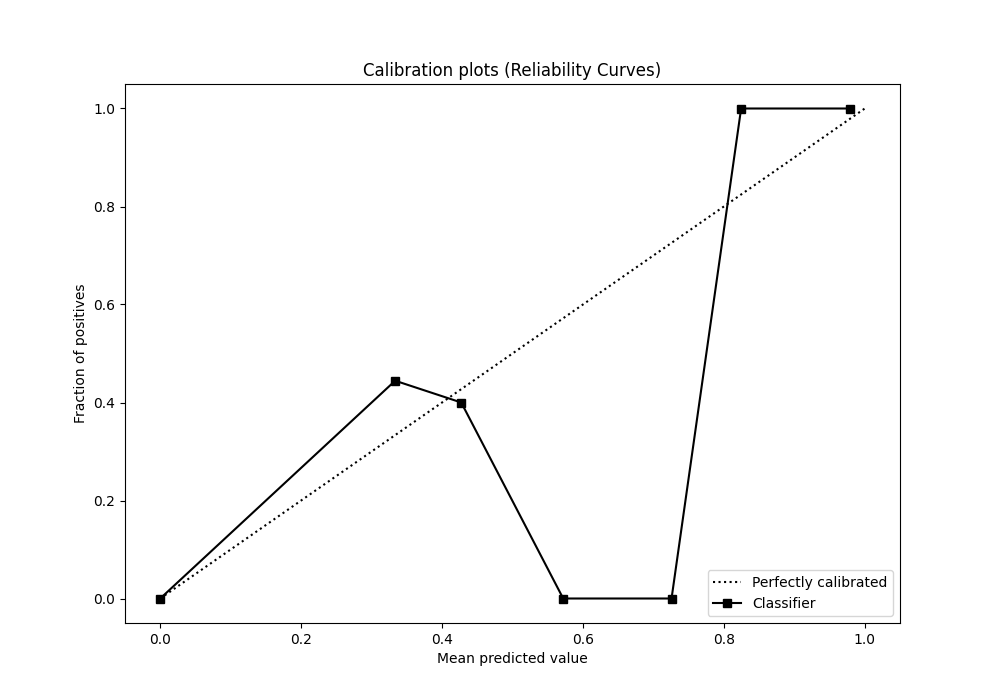 Calibration plots (Reliability Curves)
1.0
0.8
0.6
0.4
0.2
0.0
Fraction of positives
Perfectly calibrated
Classifier
0.0 0.2 0.4 0.6 0.8 1.0
Mean predicted value